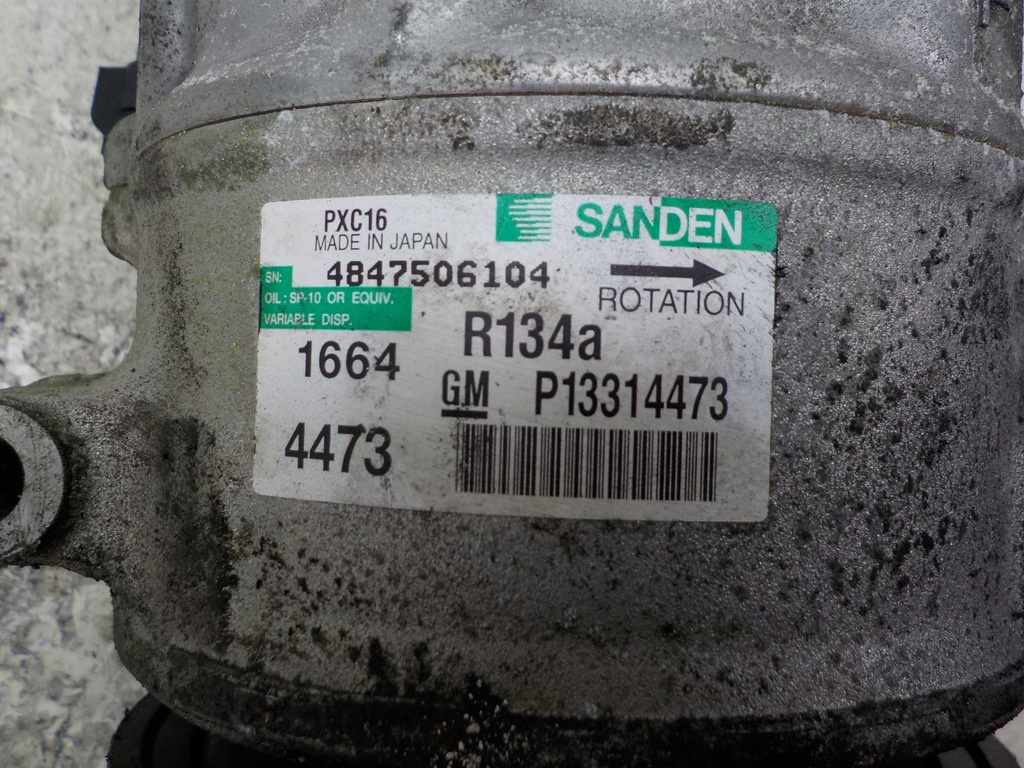 PXC16
MADE IN JAPAN
SANDEN
SN: 4847506104
OIL : SP-10 OR EQUIV.
VARIABLE DISP.
ROTATION
1664
R134a
GM P13314473
4473